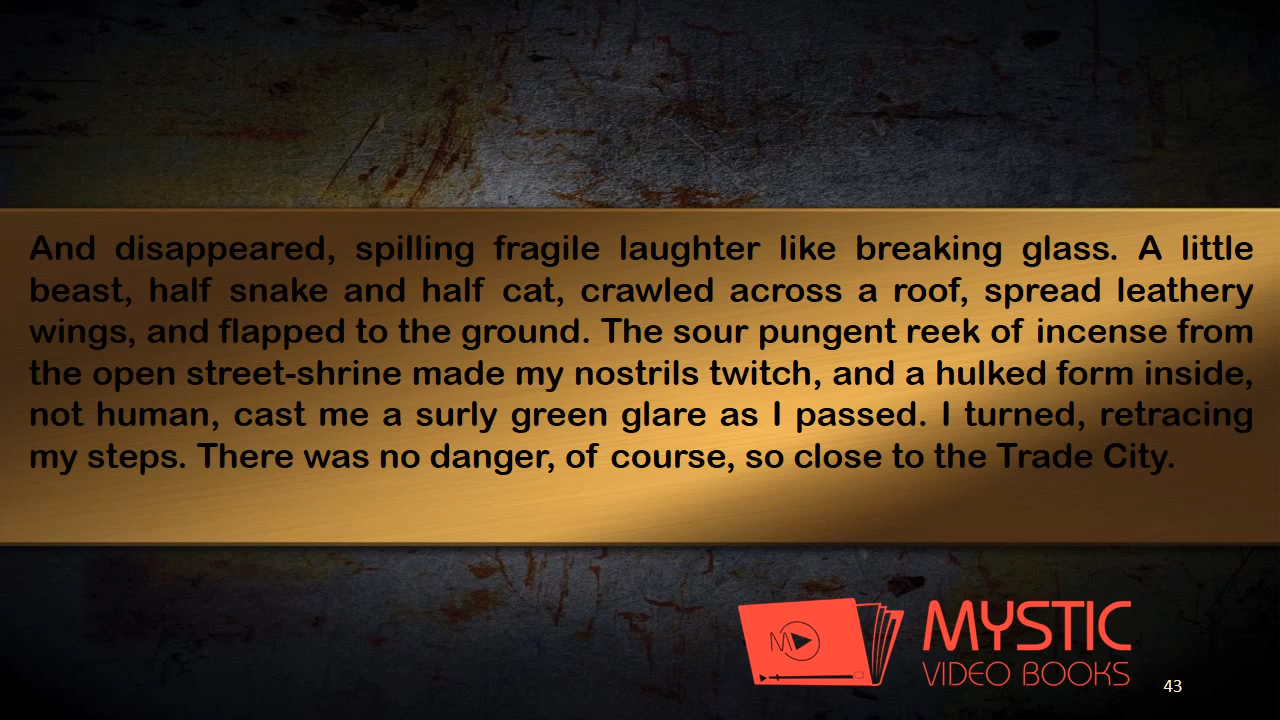 And disappeared, spilling fragile laughter like breaking glass. A little
beast, half snake and half cat, crawled across a roof, spread leathery
wings, and flapped to the ground. The sour pungent reek of incense from
the open street-shrine made my nostrils twitch, and a hulked form inside,
not human, cast me a surly green glare as I passed. I turned, retracing
my steps. There was no danger, of course, so close to the Trade City.
M
MYSTIC
VIDEO BOOKS
43